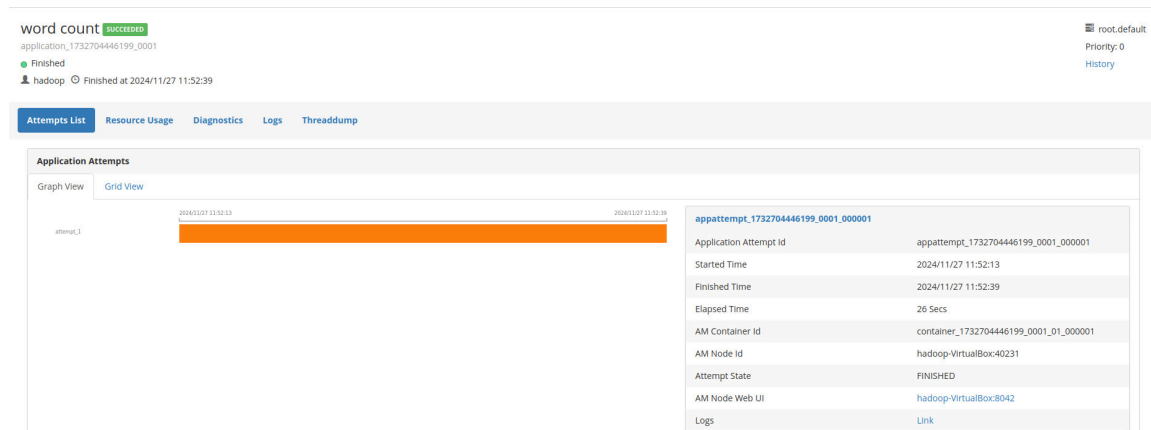 word count SUCCEEDED
application_1732704446199_0001
Finished
hadoop Finished at 2024/11/27 11:52:39
root.default
Priority: 0
History
Attempts List Resource Usage Diagnostics Logs Threaddump
Application Attempts
Graph View Grid View
2024/11/27 11:52:13 2024/11/27 11:52:39
attempt_1
appattempt_1732704446199_0001_000001
Application Attempt Id appattempt_1732704446199_0001_000001
Started Time 2024/11/27 11:52:13
Finished Time 2024/11/27 11:52:39
Elapsed Time 26 Secs
AM Container Id container_1732704446199_0001_01_000001
AM Node Id hadoop-VirtualBox:40231
Attempt State FINISHED
AM Node Web UI hadoop-VirtualBox:8042
Logs Link